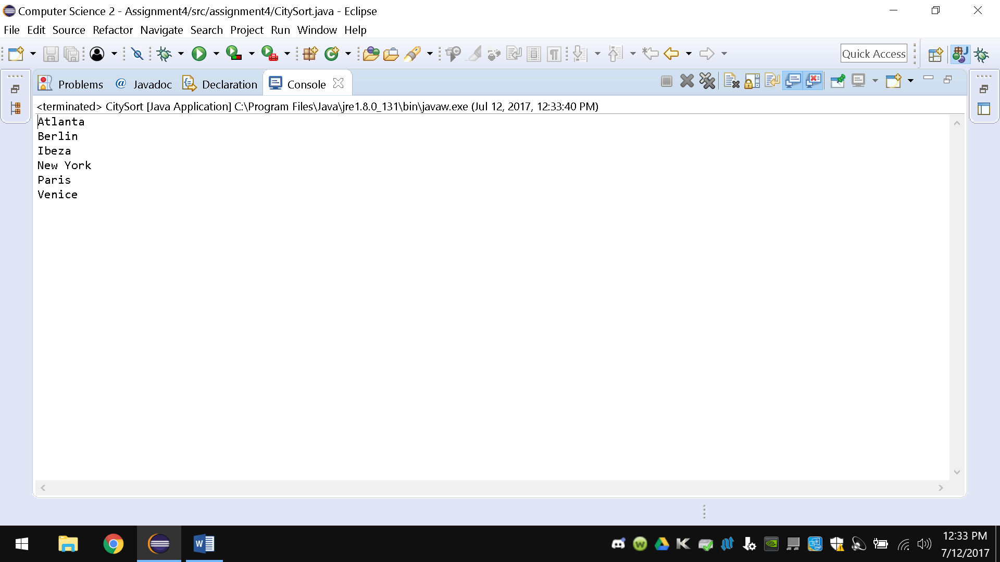 Computer Science 2 - Assignment4/src/assignment4/CitySort.java - Eclipse
File Edit Source Refactor Navigate Search Project Run Window Help
Quick Access
Problems @ Javadoc Declaration Console
<terminated> CitySort [Java Application] C:\Program Files\Java\jre1.8.0_131\bin\javaw.exe (Jul 12, 2017, 12:33:40 PM)
Atlanta
Berlin
Ibeza
New York
Paris
Venice
12:33 PM
7/12/2017